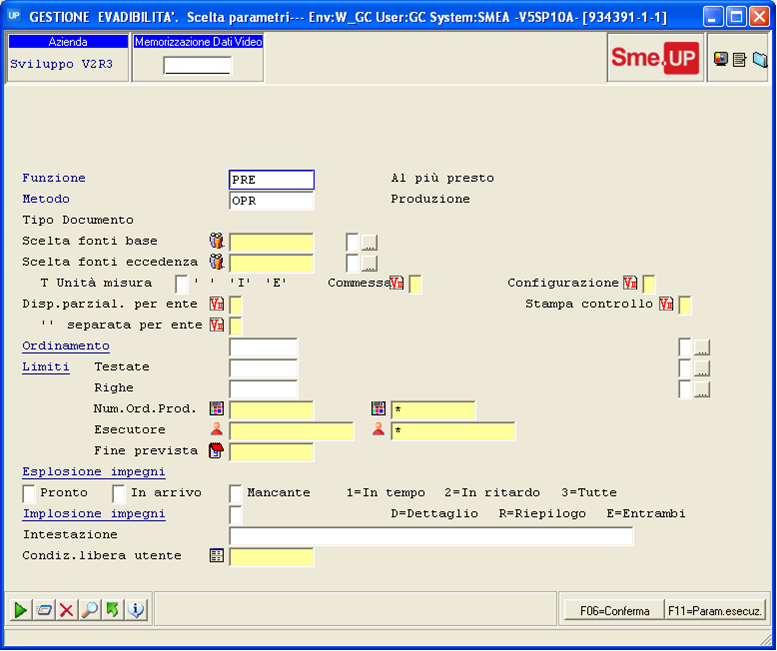 UP GESTIONE EVADIBILITA'. Scelta parametri--- Env:W_GC User:GC System:SMEA -V5SP10A- [934391-1-1]
Azienda
Memorizzazione Dati Video
Sviluppo V2R3
Sme.UP
Funzione PRE Al più presto
Metodo OPR Produzione
Tipo Documento
Scelta fonti base ...
Scelta fonti eccedenza ...
T Unità misura ' ' 'I' 'E' Commessa Configurazione
Disp.parzial. per ente Stampa controllo
'' separata per ente
Ordinamento ...
Limiti Testate ...
Righe ...
Num.Ord.Prod. *
Esecutore *
Fine prevista
Esplosione impegni
Pronto In arrivo Mancante 1=In tempo 2=In ritardo 3=Tutte
Implosione impegni D=Dettaglio R=Riepilogo E=Entrambi
Intestazione
Condiz.libera utente
F06=Conferma F11=Param.esecuz.